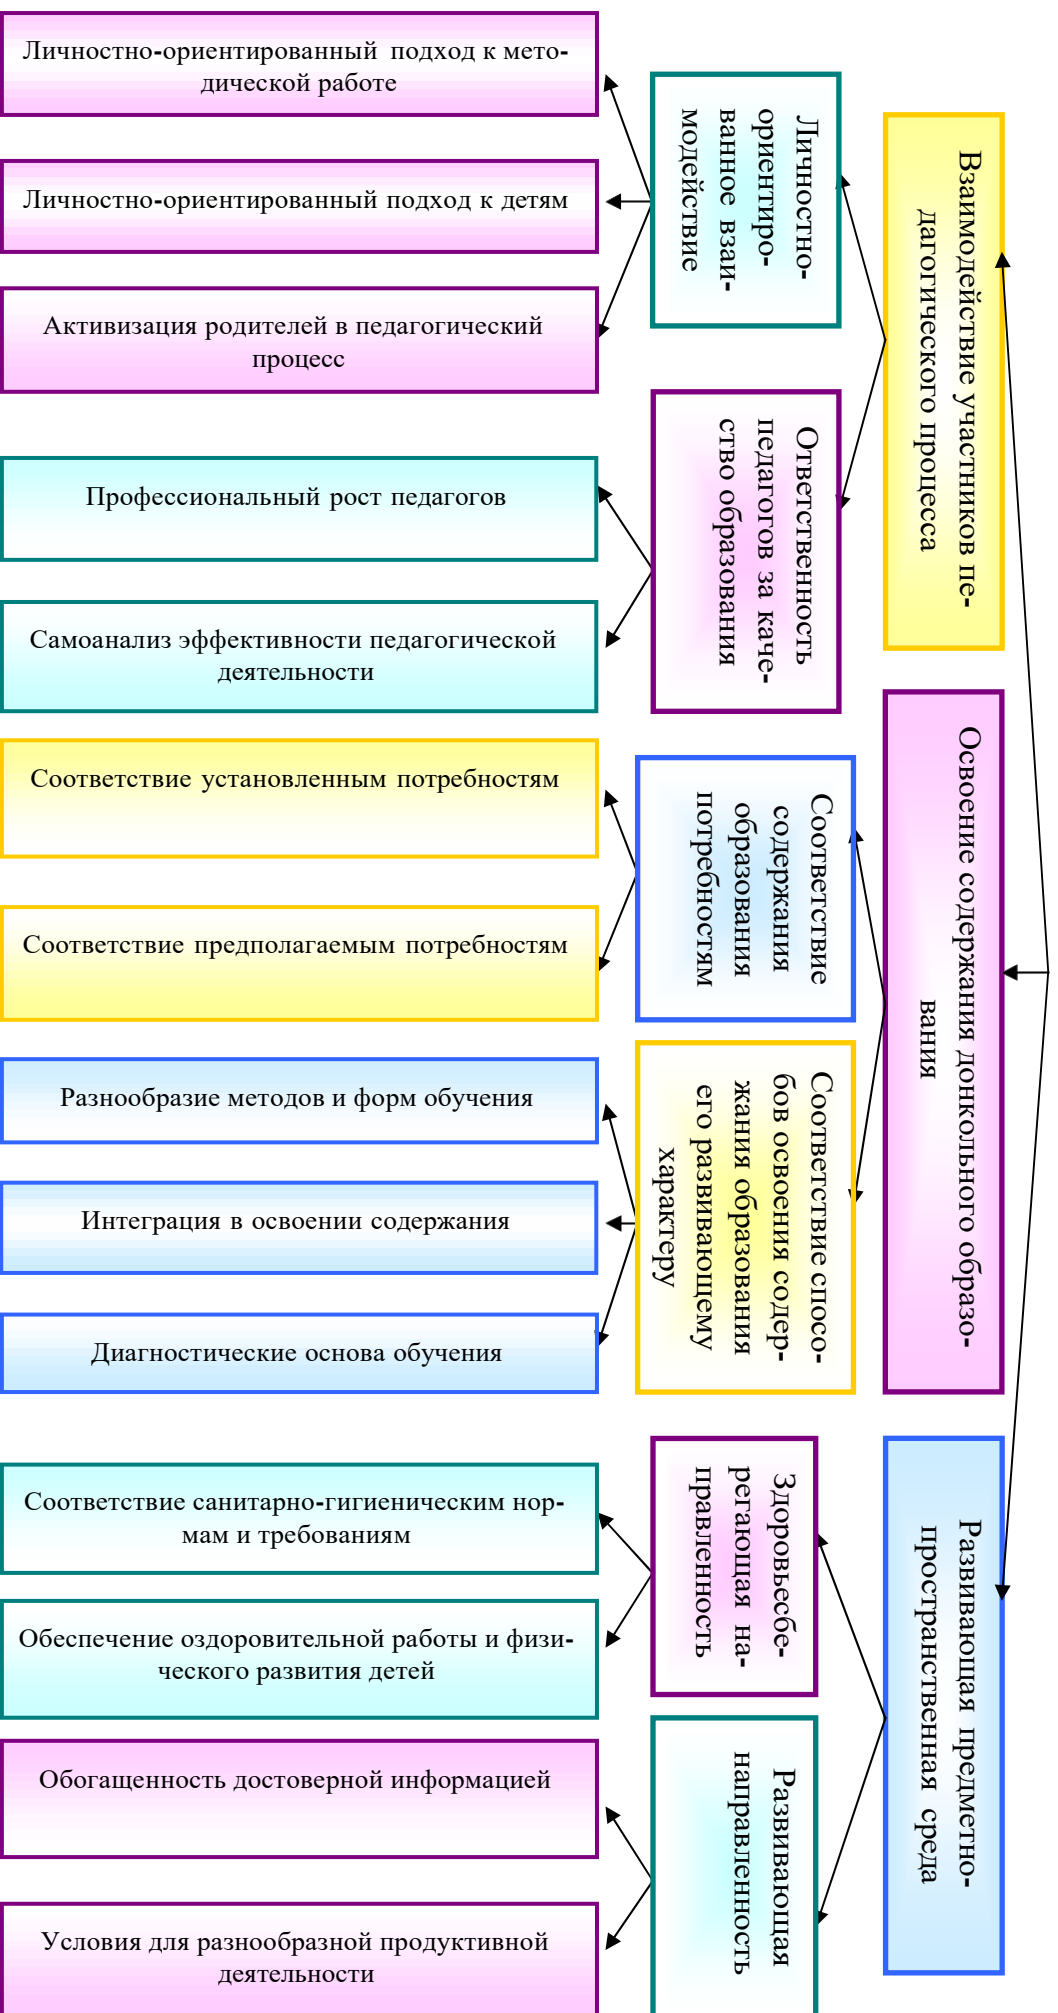 Личностно-ориентированный подход к мето-
дической работе
Личностно-ориентированный подход к детям
Активизация родителей в педагогический
процесс
Профессиональный рост педагогов
Самоанализ эффективности педагогической
деятельности
Соответствие установленным потребностям
Соответствие предполагаемым потребностям
Разнообразие методов и форм обучения
Интеграция в освоении содержания
Диагностические основа обучения
Соответствие санитарно-гигиеническим нор-
мам и требованиям
Обеспечение оздоровительной работы и физи-
ческого развития детей
Обогащенность достоверной информацией
Условия для разнообразной продуктивной
деятельности
Личностно-
ориентиро-
ванное взаи-
модействие
Ответственность
педагогов за каче-
ство образования
Соответствие
содержания
образования
потребностям
Соответствие спосо-
бов освоения содер-
жания образования
его развивающему
характеру
Здоровьесбе-
регающая на-
правленность
Развивающая
направленность
Взаимодействие участников пе-
дагогического процесса
Освоение содержания донкольного образо-
вания
Развивающая предметно-
пространственная среда